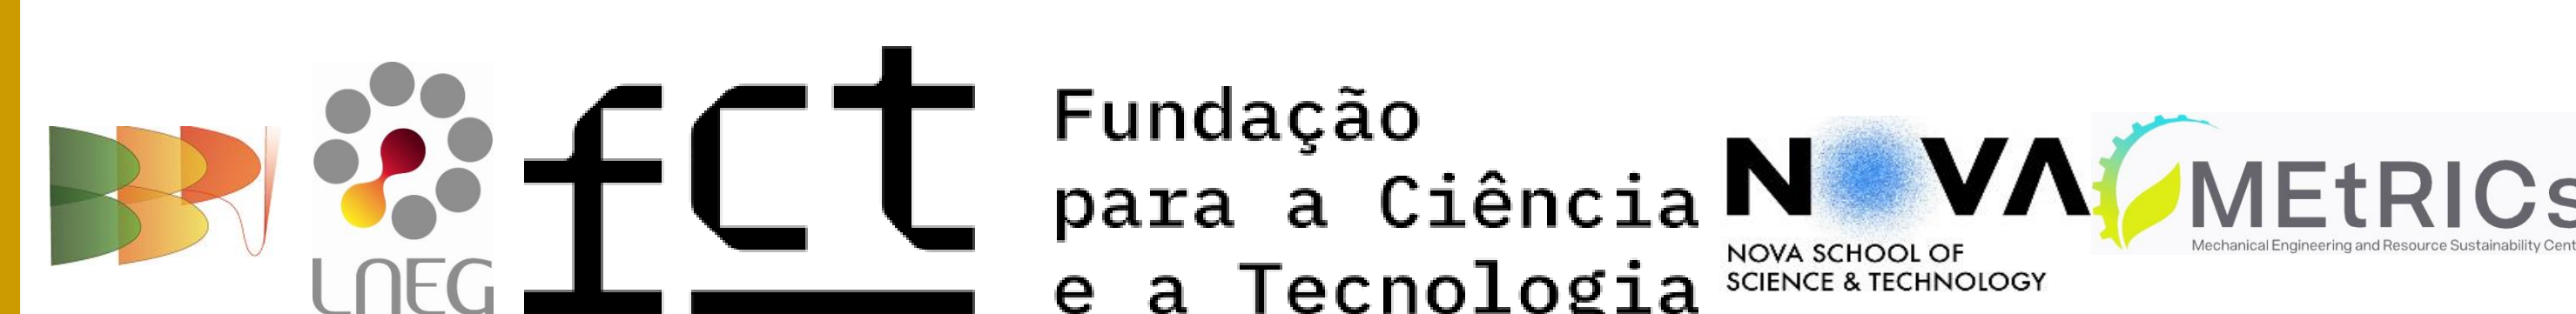 LNEG
fct
Fundação
para a Ciência
e a Tecnologia
NOVA
NOVA SCHOOL OF
SCIENCE & TECHNOLOGY
MEtRICs
Mechanical Engineering and Resource Sustainability Cent